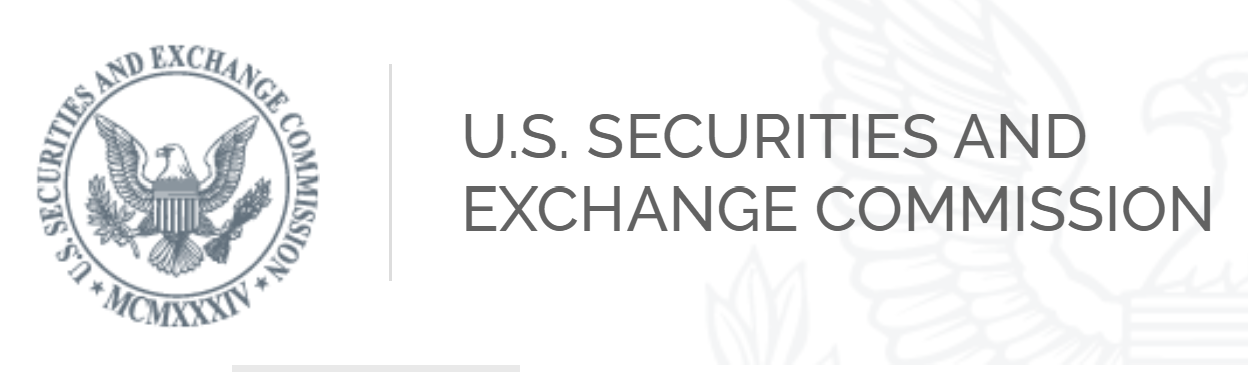 U.S. SECURITIES AND EXCHANGE COMMISSION
★ MCMXXXIV ★
U.S. SECURITIES AND
EXCHANGE COMMISSION